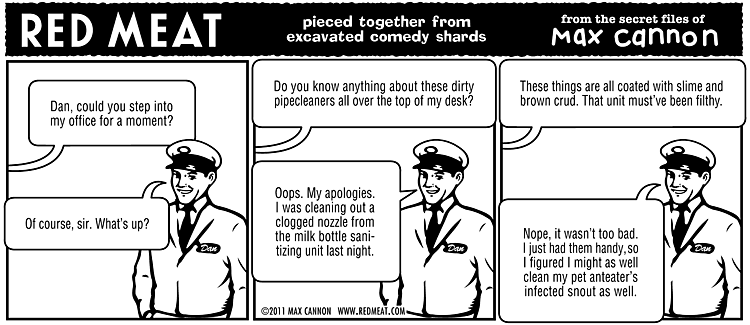 RED MEAT
pieced together from
excavated comedy shards
from the secret files of
Max Cannon
Dan, could you step into
my office for a moment?
Of course, sir. What's up?
Dan
Do you know anything about these dirty
pipecleaners all over the top of my desk?
Oops. My apologies.
I was cleaning out a
clogged nozzle from
the milk bottle sani-
tizing unit last night.
Dan
©2011 MAX CANNON WWW.REDMEAT.COM
These things are all coated with slime and
brown crud. That unit must've been filthy.
Nope, it wasn't too bad.
I just had them handy, so
I figured I might as well
clean my pet anteater's
infected snout as well.
Dan